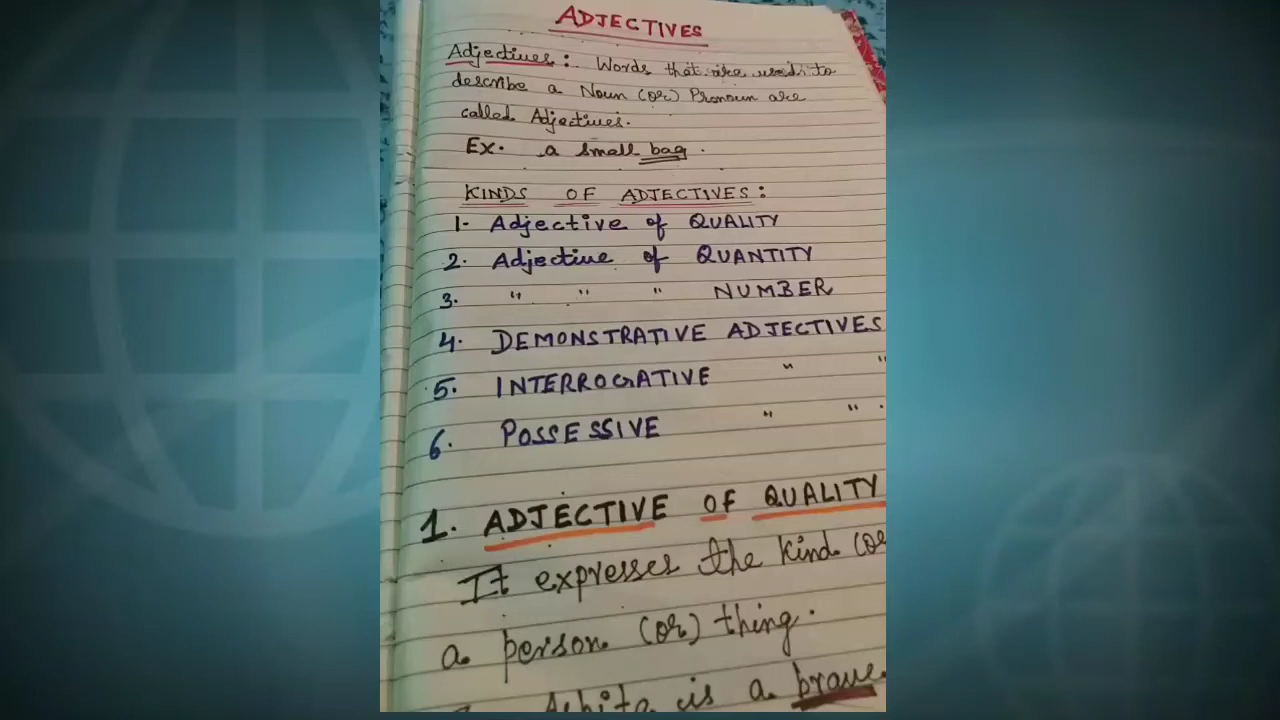 ADJECTIVES
Adjectives: Words that are used to
describe a Noun (or) Pronoun are
called Adjectives.
Ex. a small bag.
KINDS OF ADJECTIVES:
1. Adjective of QUALITY
2. Adjective of QUANTITY
3. " " " NUMBER
4. DEMONSTRATIVE ADJECTIVES
5. INTERROGATIVE " "
6. POSSESSIVE " " .
1. ADJECTIVE OF QUALITY
It expresses the kind (or
a person (or) thing.
is a brave